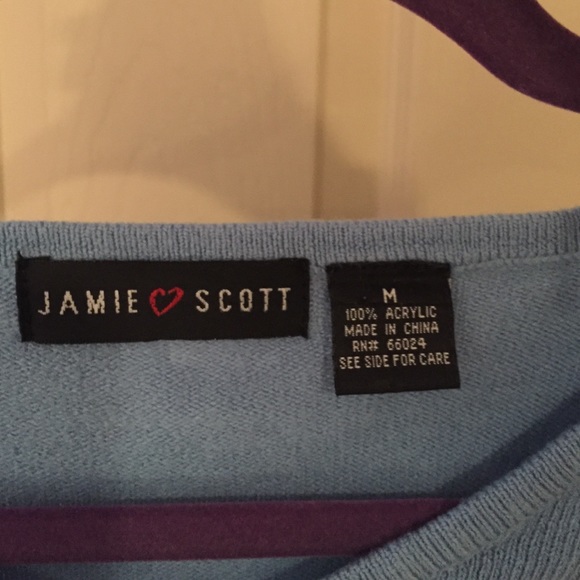 JAMIE ♡ SCOTT
M
100% ACRYLIC
MADE IN CHINA
RN# 66024
SEE SIDE FOR CARE